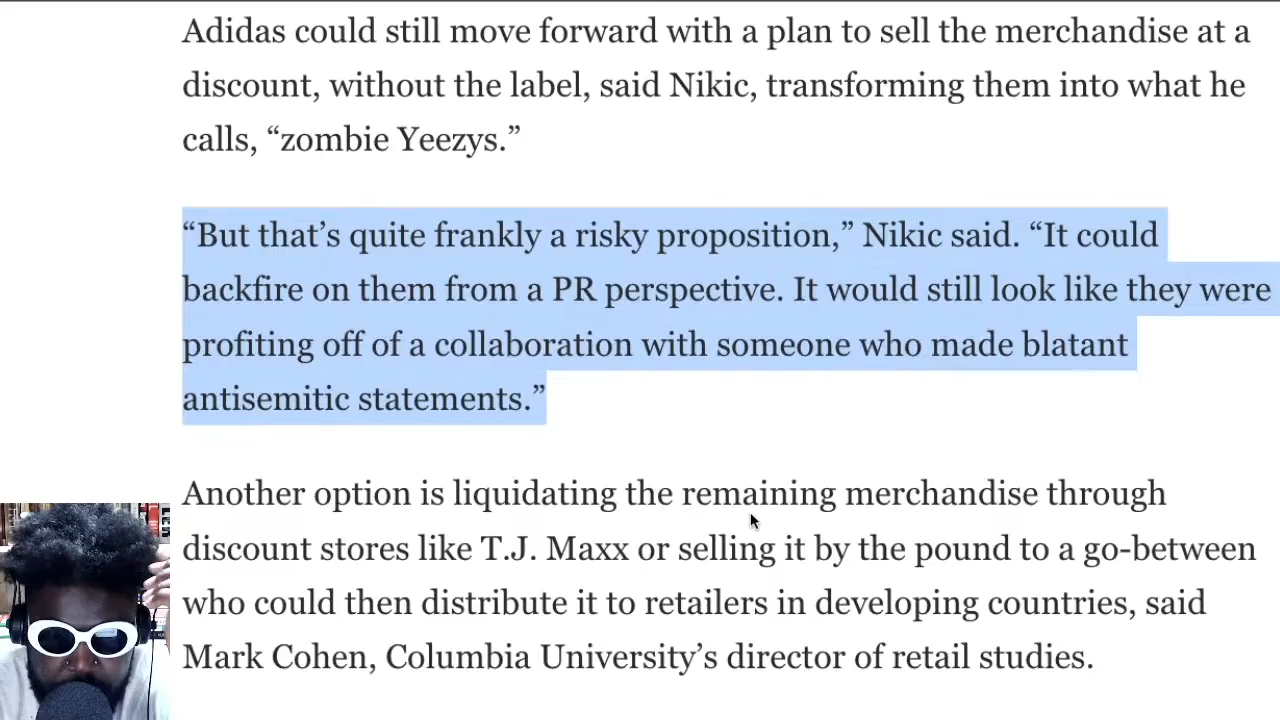 Adidas could still move forward with a plan to sell the merchandise at a
discount, without the label, said Nikic, transforming them into what he
calls, “zombie Yeezys.”
“But that’s quite frankly a risky proposition,” Nikic said. “It could
backfire on them from a PR perspective. It would still look like they were
profiting off of a collaboration with someone who made blatant
antisemitic statements.”
Another option is liquidating the remaining merchandise through
discount stores like T.J. Maxx or selling it by the pound to a go-between
who could then distribute it to retailers in developing countries, said
Mark Cohen, Columbia University’s director of retail studies.